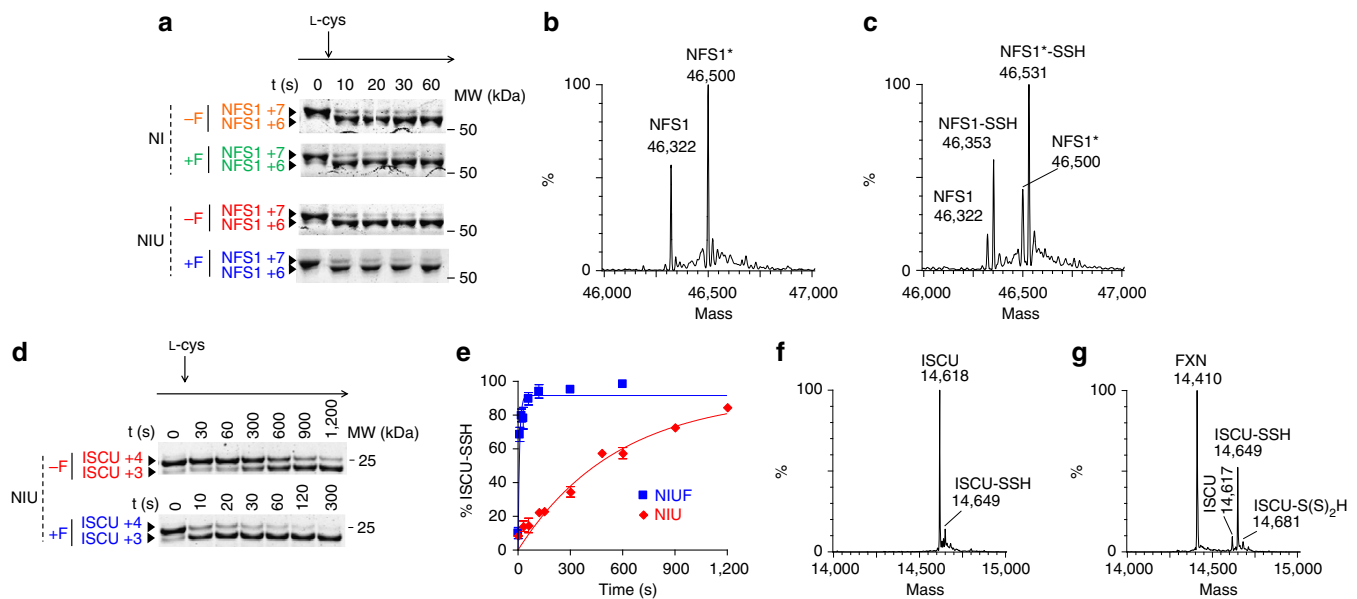 a
L-cys
t (s) 0 10 20 30 60 MW (kDa)
NI
–F NFS1 +7
NFS1 +6
50
+F NFS1 +7
NFS1 +6
50
NIU
–F NFS1 +7
NFS1 +6
50
+F NFS1 +7
NFS1 +6
50
b
NFS1*
46,500
100
NFS1
46,322
%
0
46,000 46,500 47,000
Mass
c
NFS1*-SSH
46,531
100
NFS1-SSH
46,353
NFS1*
46,500
NFS1
46,322
%
0
46,000 46,500 47,000
Mass
d
L-cys
t (s) 0 30 60 300 600 900 1,200 MW (kDa)
NIU
–F ISCU +4
ISCU +3
25
t (s) 0 10 20 30 60 120 300
+F ISCU +4
ISCU +3
25
e
100
80
60
40
20
0
% ISCU-SSH
NIUF
NIU
0 300 600 900 1,200
Time (s)
f
ISCU
14,618
100
ISCU-SSH
14,649
%
0
14,000 14,500 15,000
Mass
g
FXN
14,410
100
ISCU-SSH
14,649
ISCU
14,617
ISCU-S(S)₂H
14,681
%
0
14,000 14,500 15,000
Mass